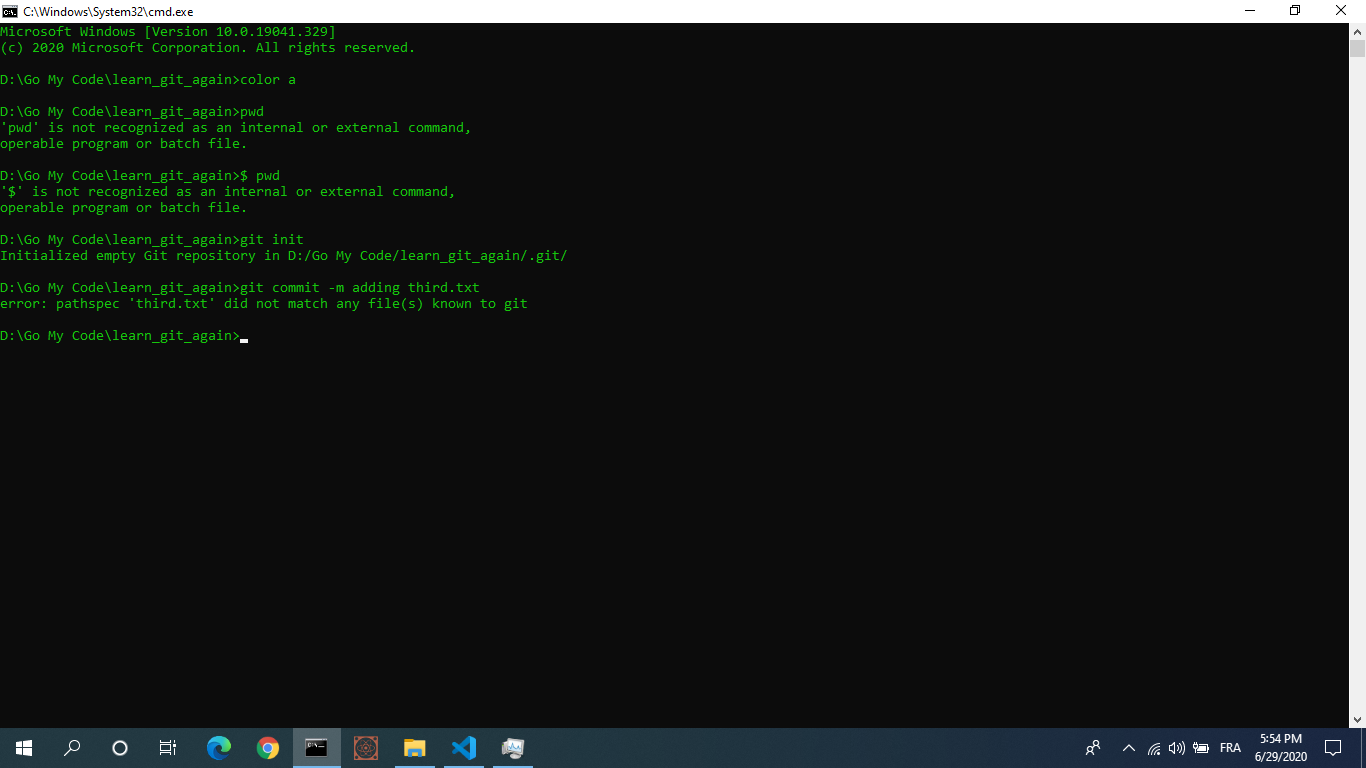 C:\Windows\System32\cmd.exe
Microsoft Windows [Version 10.0.19041.329]
(c) 2020 Microsoft Corporation. All rights reserved.
D:\Go My Code\learn_git_again>color a
D:\Go My Code\learn_git_again>pwd
'pwd' is not recognized as an internal or external command,
operable program or batch file.
D:\Go My Code\learn_git_again>$ pwd
'$' is not recognized as an internal or external command,
operable program or batch file.
D:\Go My Code\learn_git_again>git init
Initialized empty Git repository in D:/Go My Code/learn_git_again/.git/
D:\Go My Code\learn_git_again>git commit -m adding third.txt
error: pathspec 'third.txt' did not match any file(s) known to git
D:\Go My Code\learn_git_again>
FRA
5:54 PM
6/29/2020